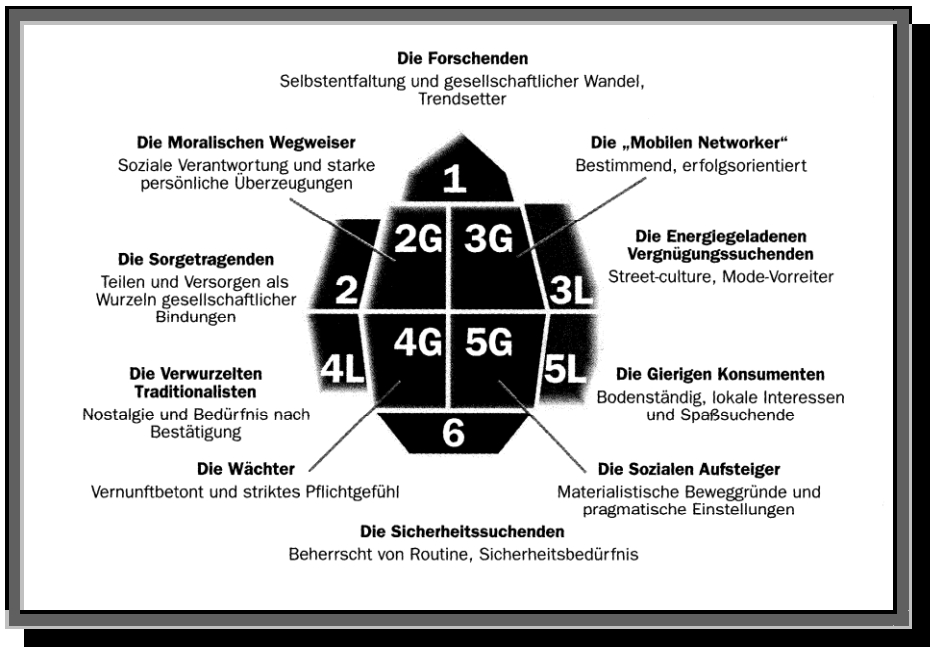 Die Forschenden
Selbstentfaltung und gesellschaftlicher Wandel,
Trendsetter
Die Moralischen Wegweiser
Soziale Verantwortung und starke
persönliche Überzeugungen
Die „Mobilen Networker“
Bestimmend, erfolgsorientiert
1
2G
3G
Die Sorgetragenden
Teilen und Versorgen als
Wurzeln gesellschaftlicher
Bindungen
2
3L
Die Energiegeladenen
Vergnügungssuchenden
Street-culture, Mode-Vorreiter
4G
5G
4L
5L
Die Verwurzelten
Traditionalisten
Nostalgie und Bedürfnis nach
Bestätigung
Die Gierigen Konsumenten
Bodenständig, lokale Interessen
und Spaßsuchende
6
Die Wächter
Vernunftbetont und striktes Pflichtgefühl
Die Sozialen Aufsteiger
Materialistische Beweggründe und
pragmatische Einstellungen
Die Sicherheitssuchenden
Beherrscht von Routine, Sicherheitsbedürfnis